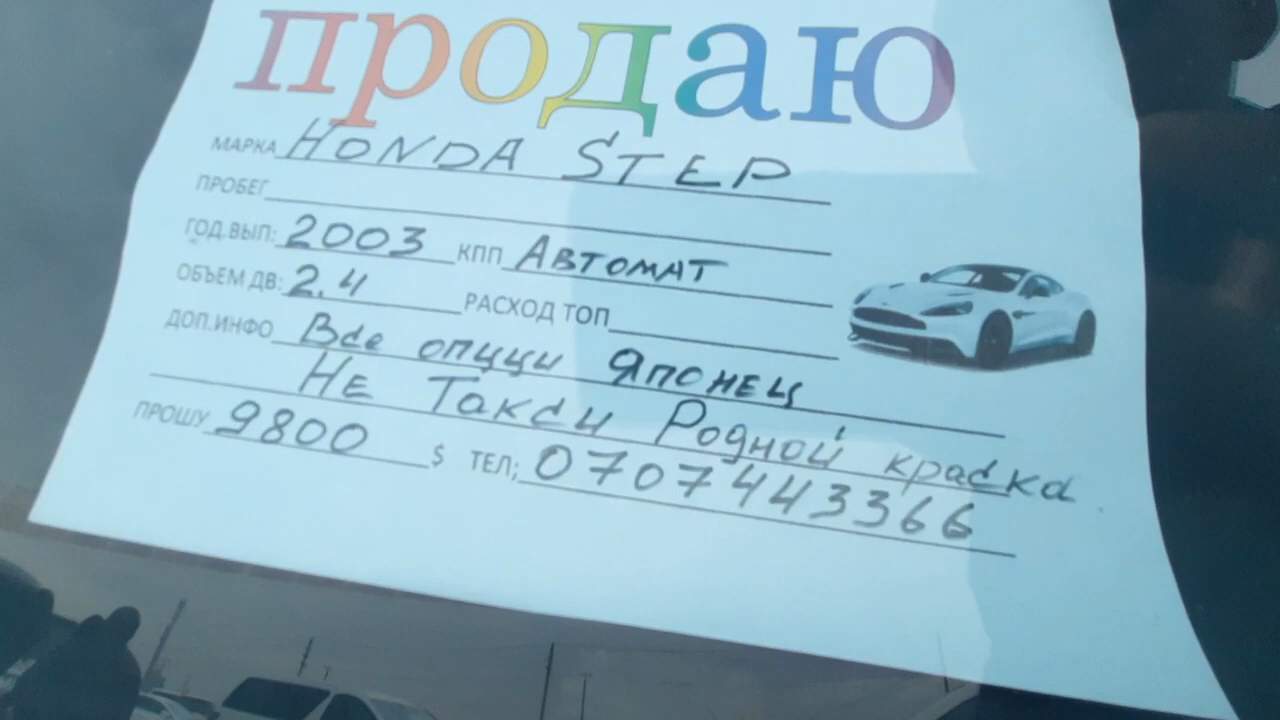 продаю
МАРКА HONDA STEP
ПРОБЕГ
ГОД.ВЫП: 2003 КПП АВТОМАТ
ОБЪЕМ ДВ: 2.4 РАСХОД ТОП
ДОП.ИНФО Все опции Японец
Не Такси Родной краска
ПРОШУ 9800 $ ТЕЛ; 0707443366